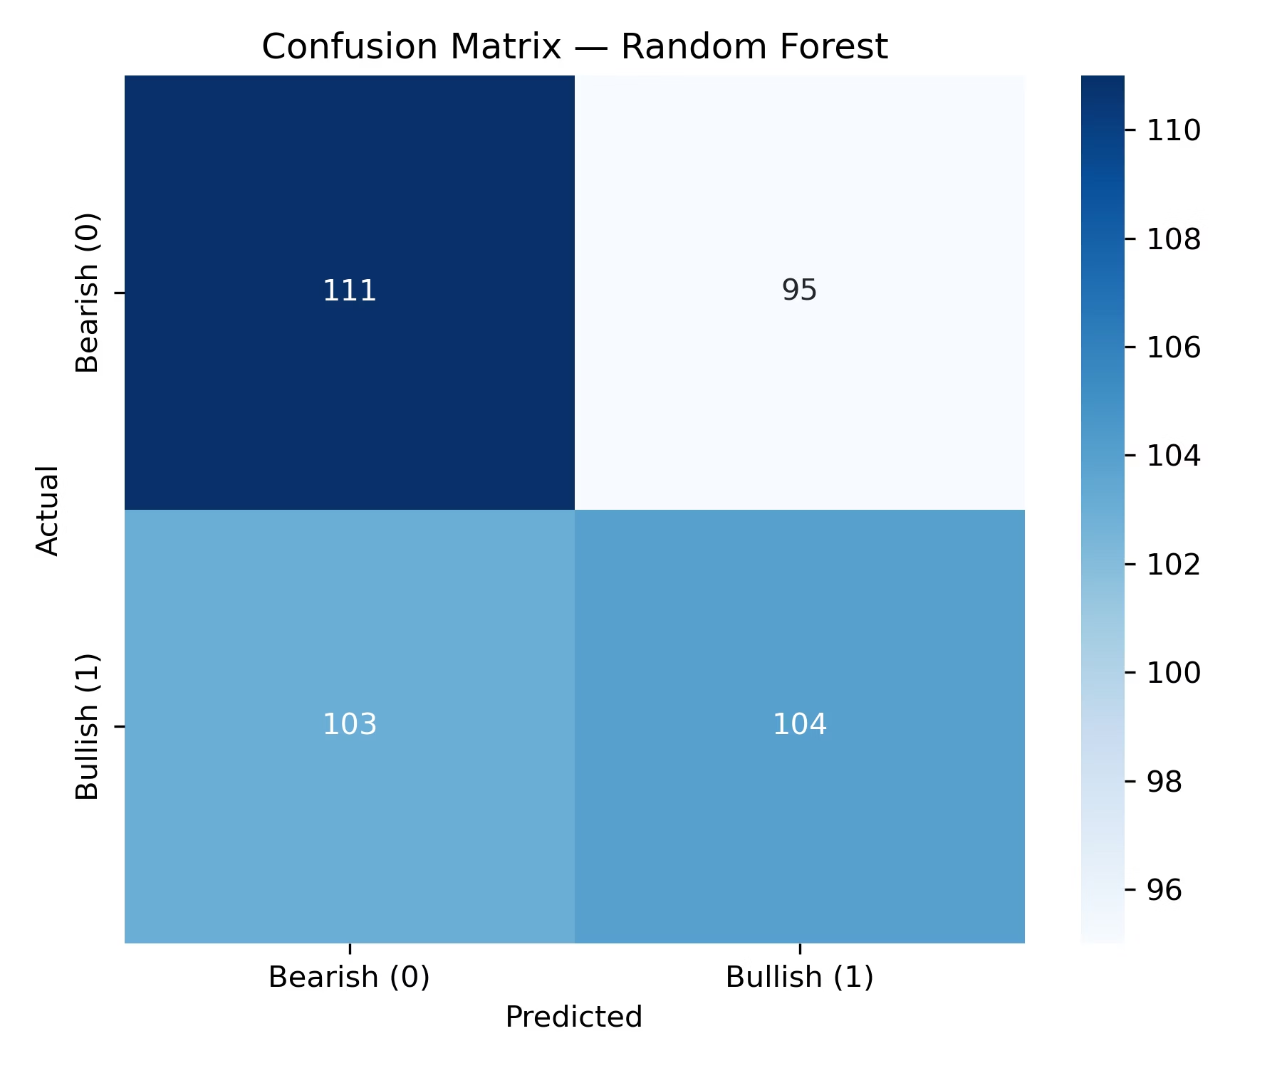 Confusion Matrix — Random Forest
Actual
Bearish (0)
Bullish (1)
111
95
103
104
Bearish (0)
Bullish (1)
Predicted
110
108
106
104
102
100
98
96